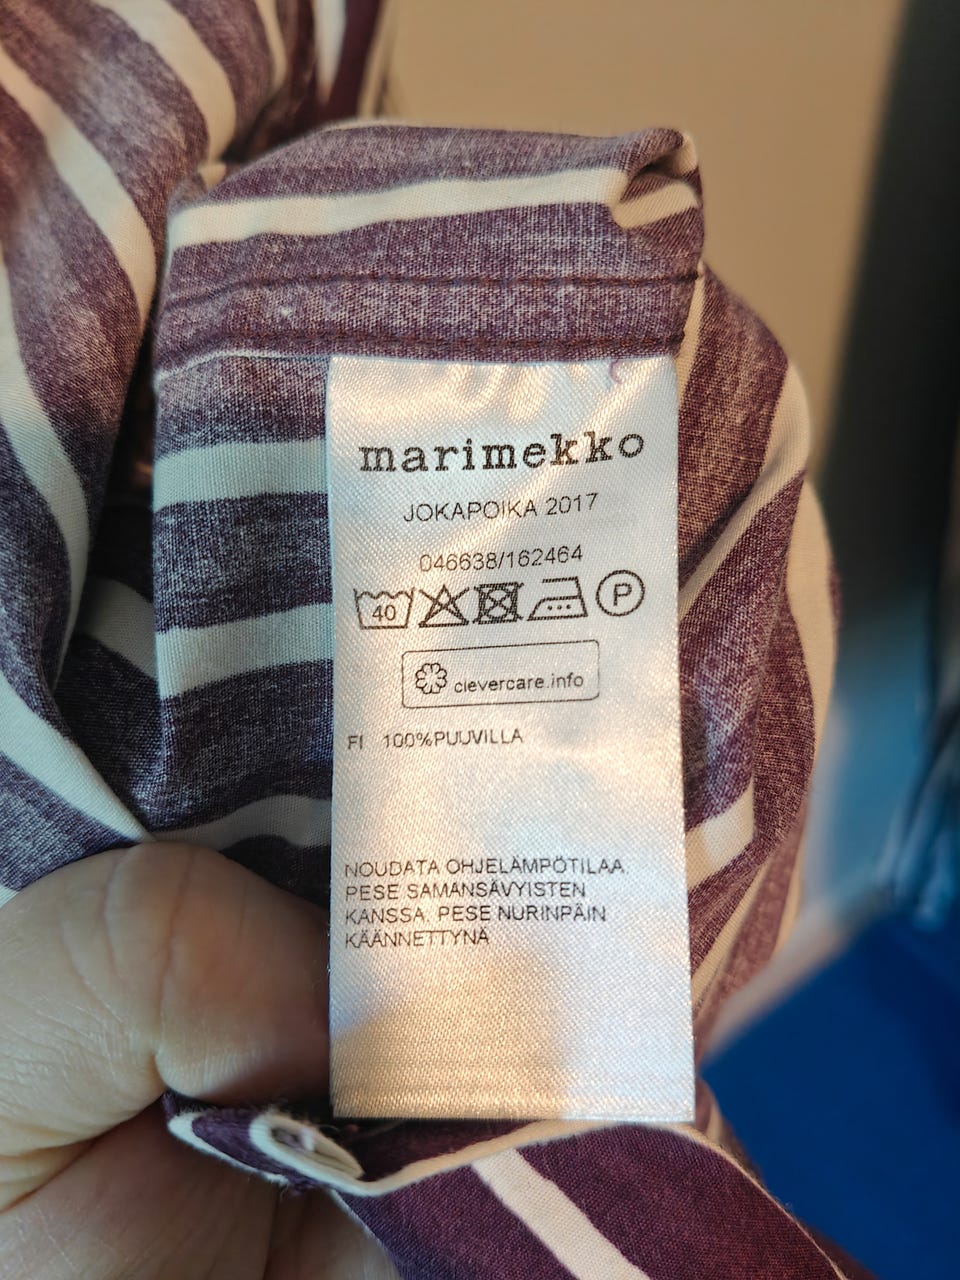 marimekko
JOKAPOIKA 2017
046638/162464
40 P
clevercare.info
FI 100%PUUVILLA
NOUDATA OHJELÄMPÖTILAA.
PESE SAMANSÄVYISTEN
KANSSA. PESE NURINPÄIN
KÄÄNNETTYNÄ